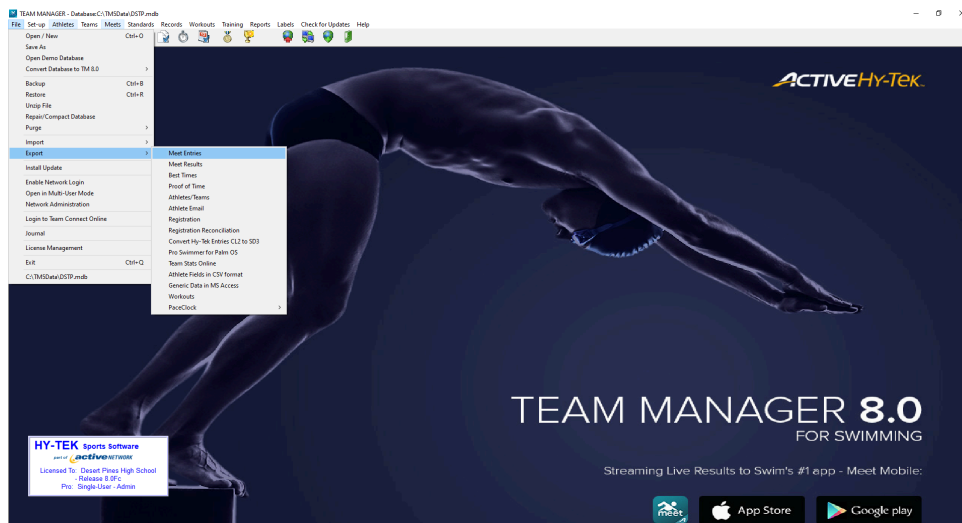 TEAM MANAGER - Database:C:\TM5Data\DSTP.mdb
File Set-up Athletes Teams Meets Standards Records Workouts Training Reports Labels Check for Updates Help
Open / New Ctrl+O
Save As
Open Demo Database
Convert Database to TM 8.0 >
Backup Ctrl+B
Restore Ctrl+R
Unzip File
Repair/Compact Database
Purge >
Import >
Export >
Install Update
Enable Network Login
Open in Multi-User Mode
Network Administration
Login to Team Connect Online
Journal
License Management
Exit Ctrl+Q
C:\TM5Data\DSTP.mdb
Meet Entries
Meet Results
Best Times
Proof of Time
Athletes/Teams
Athlete Email
Registration
Registration Reconciliation
Convert Hy-Tek Entries CL2 to SD3
Pro Swimmer for Palm OS
Team Stats Online
Athlete Fields in CSV format
Generic Data in MS Access
Workouts
PaceClock >
ACTIVE HY-TEK
TEAM MANAGER 8.0
FOR SWIMMING
Streaming Live Results to Swim's #1 app - Meet Mobile:
meet
App Store
Google play
HY-TEK Sports Software
part of active NETWORK
Licensed To: Desert Pines High School
- Release 8.0Fc
Pro: Single-User - Admin